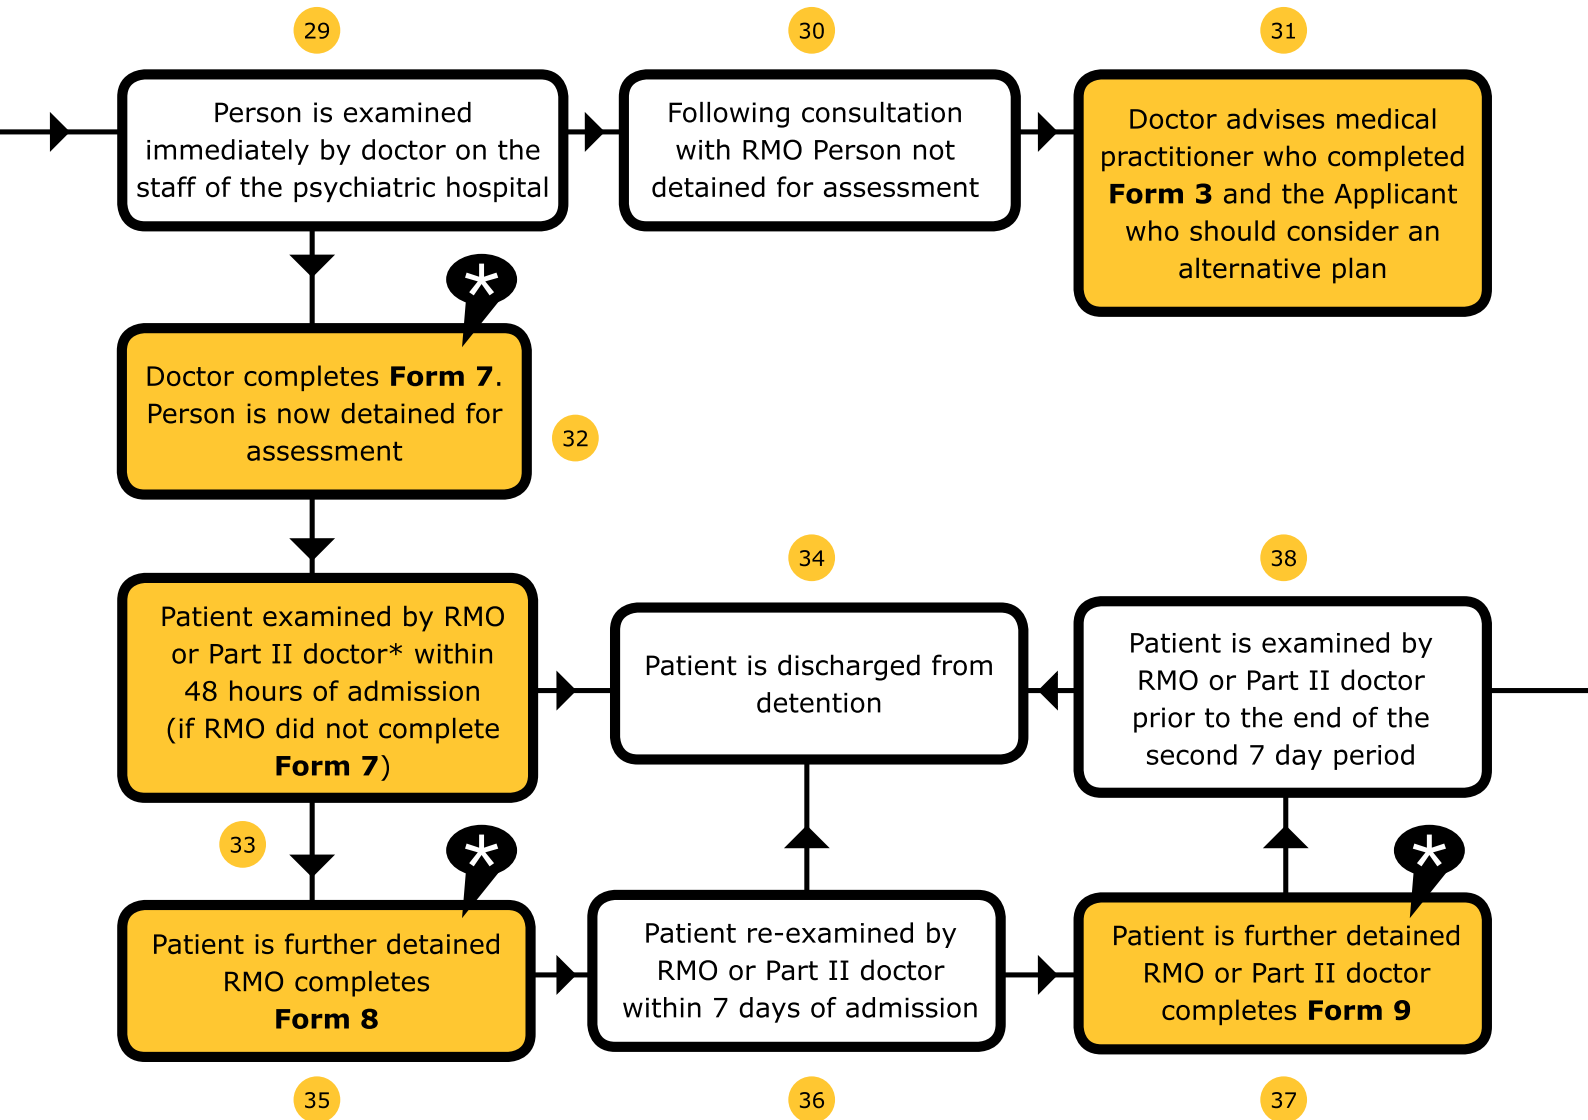 29
30
31
Person is examined
immediately by doctor on the
staff of the psychiatric hospital
Following consultation
with RMO Person not
detained for assessment
Doctor advises medical
practitioner who completed
Form 3 and the Applicant
who should consider an
alternative plan
*
Doctor completes Form 7.
Person is now detained for
assessment
32
34
38
Patient examined by RMO
or Part II doctor* within
48 hours of admission
(if RMO did not complete
Form 7)
Patient is discharged from
detention
Patient is examined by
RMO or Part II doctor
prior to the end of the
second 7 day period
33
*
*
Patient is further detained
RMO completes
Form 8
Patient re-examined by
RMO or Part II doctor
within 7 days of admission
Patient is further detained
RMO or Part II doctor
completes Form 9
35
36
37